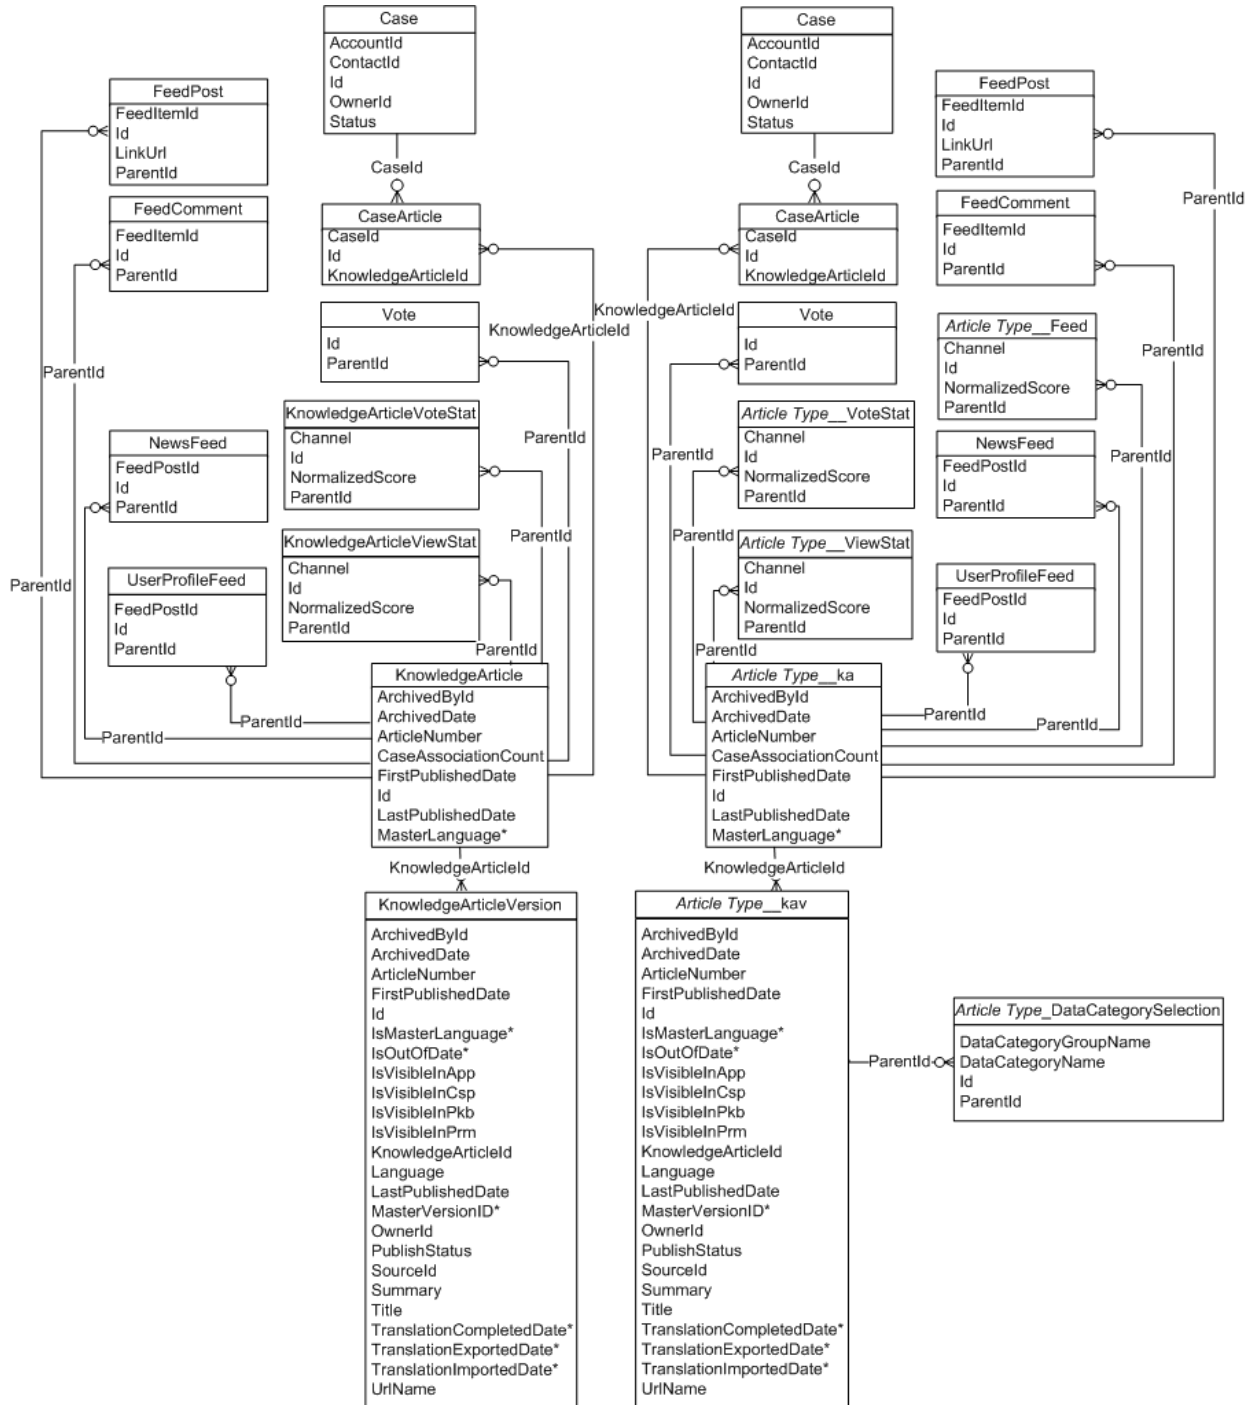 Case
AccountId
ContactId
Id
OwnerId
Status
CaseId
FeedPost
FeedItemId
Id
LinkUrl
ParentId
FeedComment
FeedItemId
Id
ParentId
CaseArticle
CaseId
Id
KnowledgeArticleId
KnowledgeArticleId
Vote
Id
ParentId
ParentId
ParentId
KnowledgeArticleVoteStat
Channel
Id
NormalizedScore
ParentId
ParentId
NewsFeed
FeedPostId
Id
ParentId
ParentId
KnowledgeArticleViewStat
Channel
Id
NormalizedScore
ParentId
ParentId
UserProfileFeed
FeedPostId
Id
ParentId
ParentId
ParentId
KnowledgeArticle
ArchivedById
ArchivedDate
ArticleNumber
CaseAssociationCount
FirstPublishedDate
Id
LastPublishedDate
MasterLanguage*
KnowledgeArticleId
KnowledgeArticleVersion
ArchivedById
ArchivedDate
ArticleNumber
FirstPublishedDate
Id
IsMasterLanguage*
IsOutOfDate*
IsVisibleInApp
IsVisibleInCsp
IsVisibleInPkb
IsVisibleInPrm
KnowledgeArticleId
Language
LastPublishedDate
MasterVersionID*
OwnerId
PublishStatus
SourceId
Summary
Title
TranslationCompletedDate*
TranslationExportedDate*
TranslationImportedDate*
UrlName
Case
AccountId
ContactId
Id
OwnerId
Status
CaseId
FeedPost
FeedItemId
Id
LinkUrl
ParentId
ParentId
CaseArticle
CaseId
Id
KnowledgeArticleId
KnowledgeArticleId
FeedComment
FeedItemId
Id
ParentId
Vote
Id
ParentId
Article Type__Feed
Channel
Id
NormalizedScore
ParentId
ParentId
Article Type__VoteStat
Channel
Id
NormalizedScore
ParentId
ParentId
ParentId
NewsFeed
FeedPostId
Id
ParentId
ParentId
Article Type__ViewStat
Channel
Id
NormalizedScore
ParentId
ParentId
UserProfileFeed
FeedPostId
Id
ParentId
ParentId
ParentId
Article Type__ka
ArchivedById
ArchivedDate
ArticleNumber
CaseAssociationCount
FirstPublishedDate
Id
LastPublishedDate
MasterLanguage*
KnowledgeArticleId
Article Type__kav
ArchivedById
ArchivedDate
ArticleNumber
FirstPublishedDate
Id
IsMasterLanguage*
IsOutOfDate*
IsVisibleInApp
IsVisibleInCsp
IsVisibleInPkb
IsVisibleInPrm
KnowledgeArticleId
Language
LastPublishedDate
MasterVersionID*
OwnerId
PublishStatus
SourceId
Summary
Title
TranslationCompletedDate*
TranslationExportedDate*
TranslationImportedDate*
UrlName
ParentId
Article Type_DataCategorySelection
DataCategoryGroupName
DataCategoryName
Id
ParentId